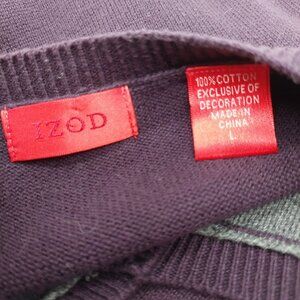 IZOD
100% COTTON
EXCLUSIVE OF
DECORATION
MADE IN
CHINA
L